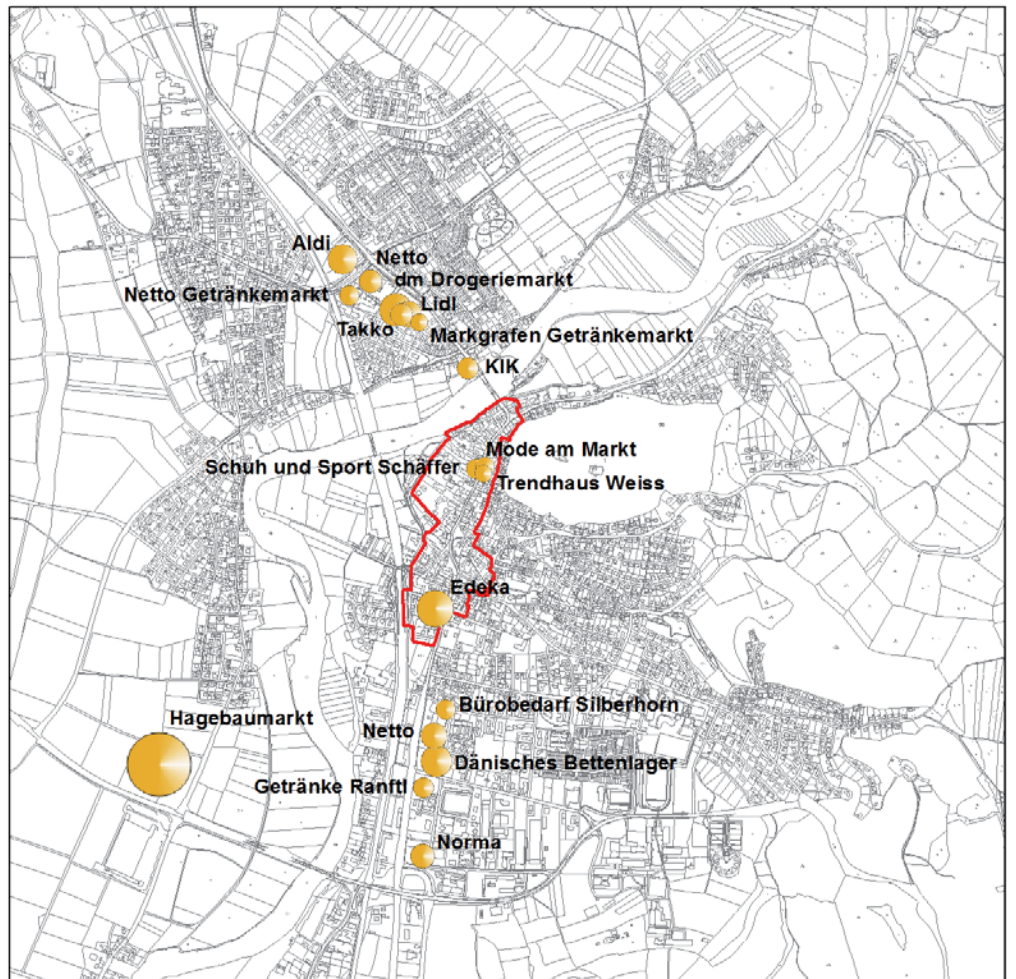 Aldi
Netto
dm Drogeriemarkt
Netto Getränkemarkt
Lidl
Takko
Markgrafen Getränkemarkt
KIK
Mode am Markt
Schuh und Sport Schäffer
Trendhaus Weiss
Edeka
Bürobedarf Silberhorn
Hagebaumarkt
Netto
Dänisches Bettenlager
Getränke Ranftl
Norma